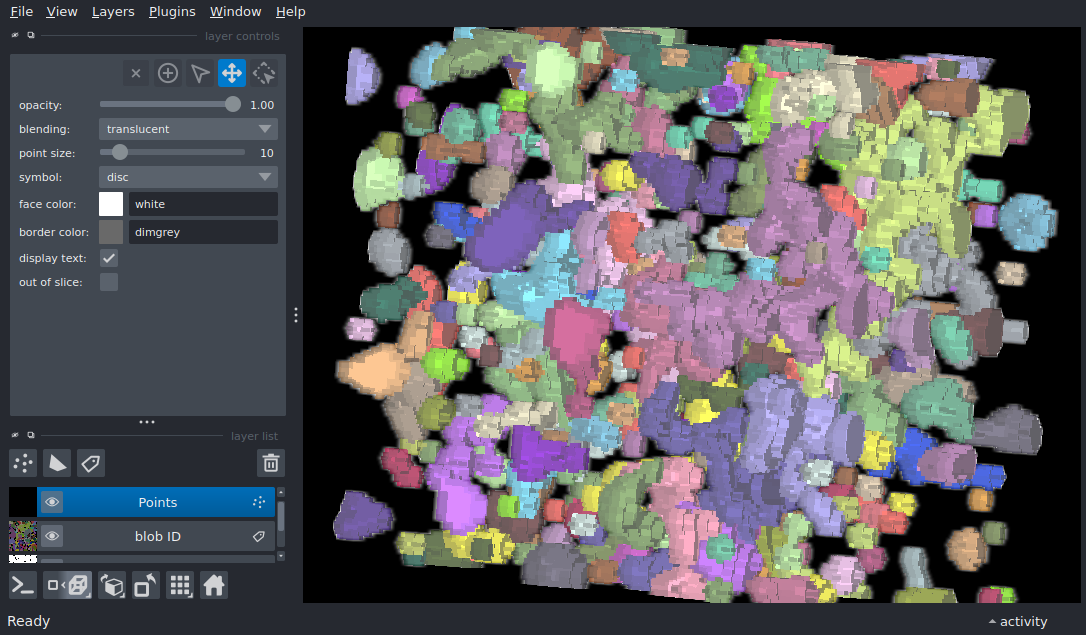 File View Layers Plugins Window Help
layer controls
opacity: 1.00
blending: translucent
point size: 10
symbol: disc
face color: white
border color: dimgrey
display text:
out of slice:
layer list
Points
blob ID
Ready
activity